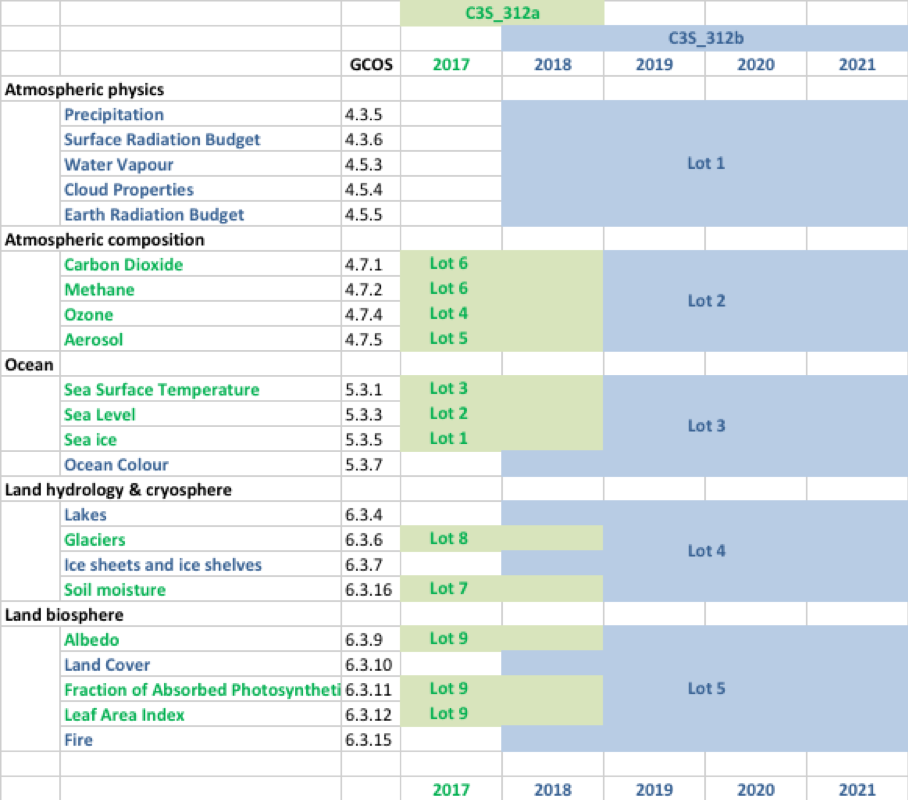 C3S_312a
C3S_312b
GCOS 2017 2018 2019 2020 2021
Atmospheric physics
Precipitation 4.3.5
Surface Radiation Budget 4.3.6
Water Vapour 4.5.3 Lot 1
Cloud Properties 4.5.4
Earth Radiation Budget 4.5.5
Atmospheric composition
Carbon Dioxide 4.7.1 Lot 6
Methane 4.7.2 Lot 6 Lot 2
Ozone 4.7.4 Lot 4
Aerosol 4.7.5 Lot 5
Ocean
Sea Surface Temperature 5.3.1 Lot 3
Sea Level 5.3.3 Lot 2 Lot 3
Sea ice 5.3.5 Lot 1
Ocean Colour 5.3.7
Land hydrology & cryosphere
Lakes 6.3.4
Glaciers 6.3.6 Lot 8 Lot 4
Ice sheets and ice shelves 6.3.7
Soil moisture 6.3.16 Lot 7
Land biosphere
Albedo 6.3.9 Lot 9
Land Cover 6.3.10
Fraction of Absorbed Photosyntheti 6.3.11 Lot 9 Lot 5
Leaf Area Index 6.3.12 Lot 9
Fire 6.3.15
2017 2018 2019 2020 2021